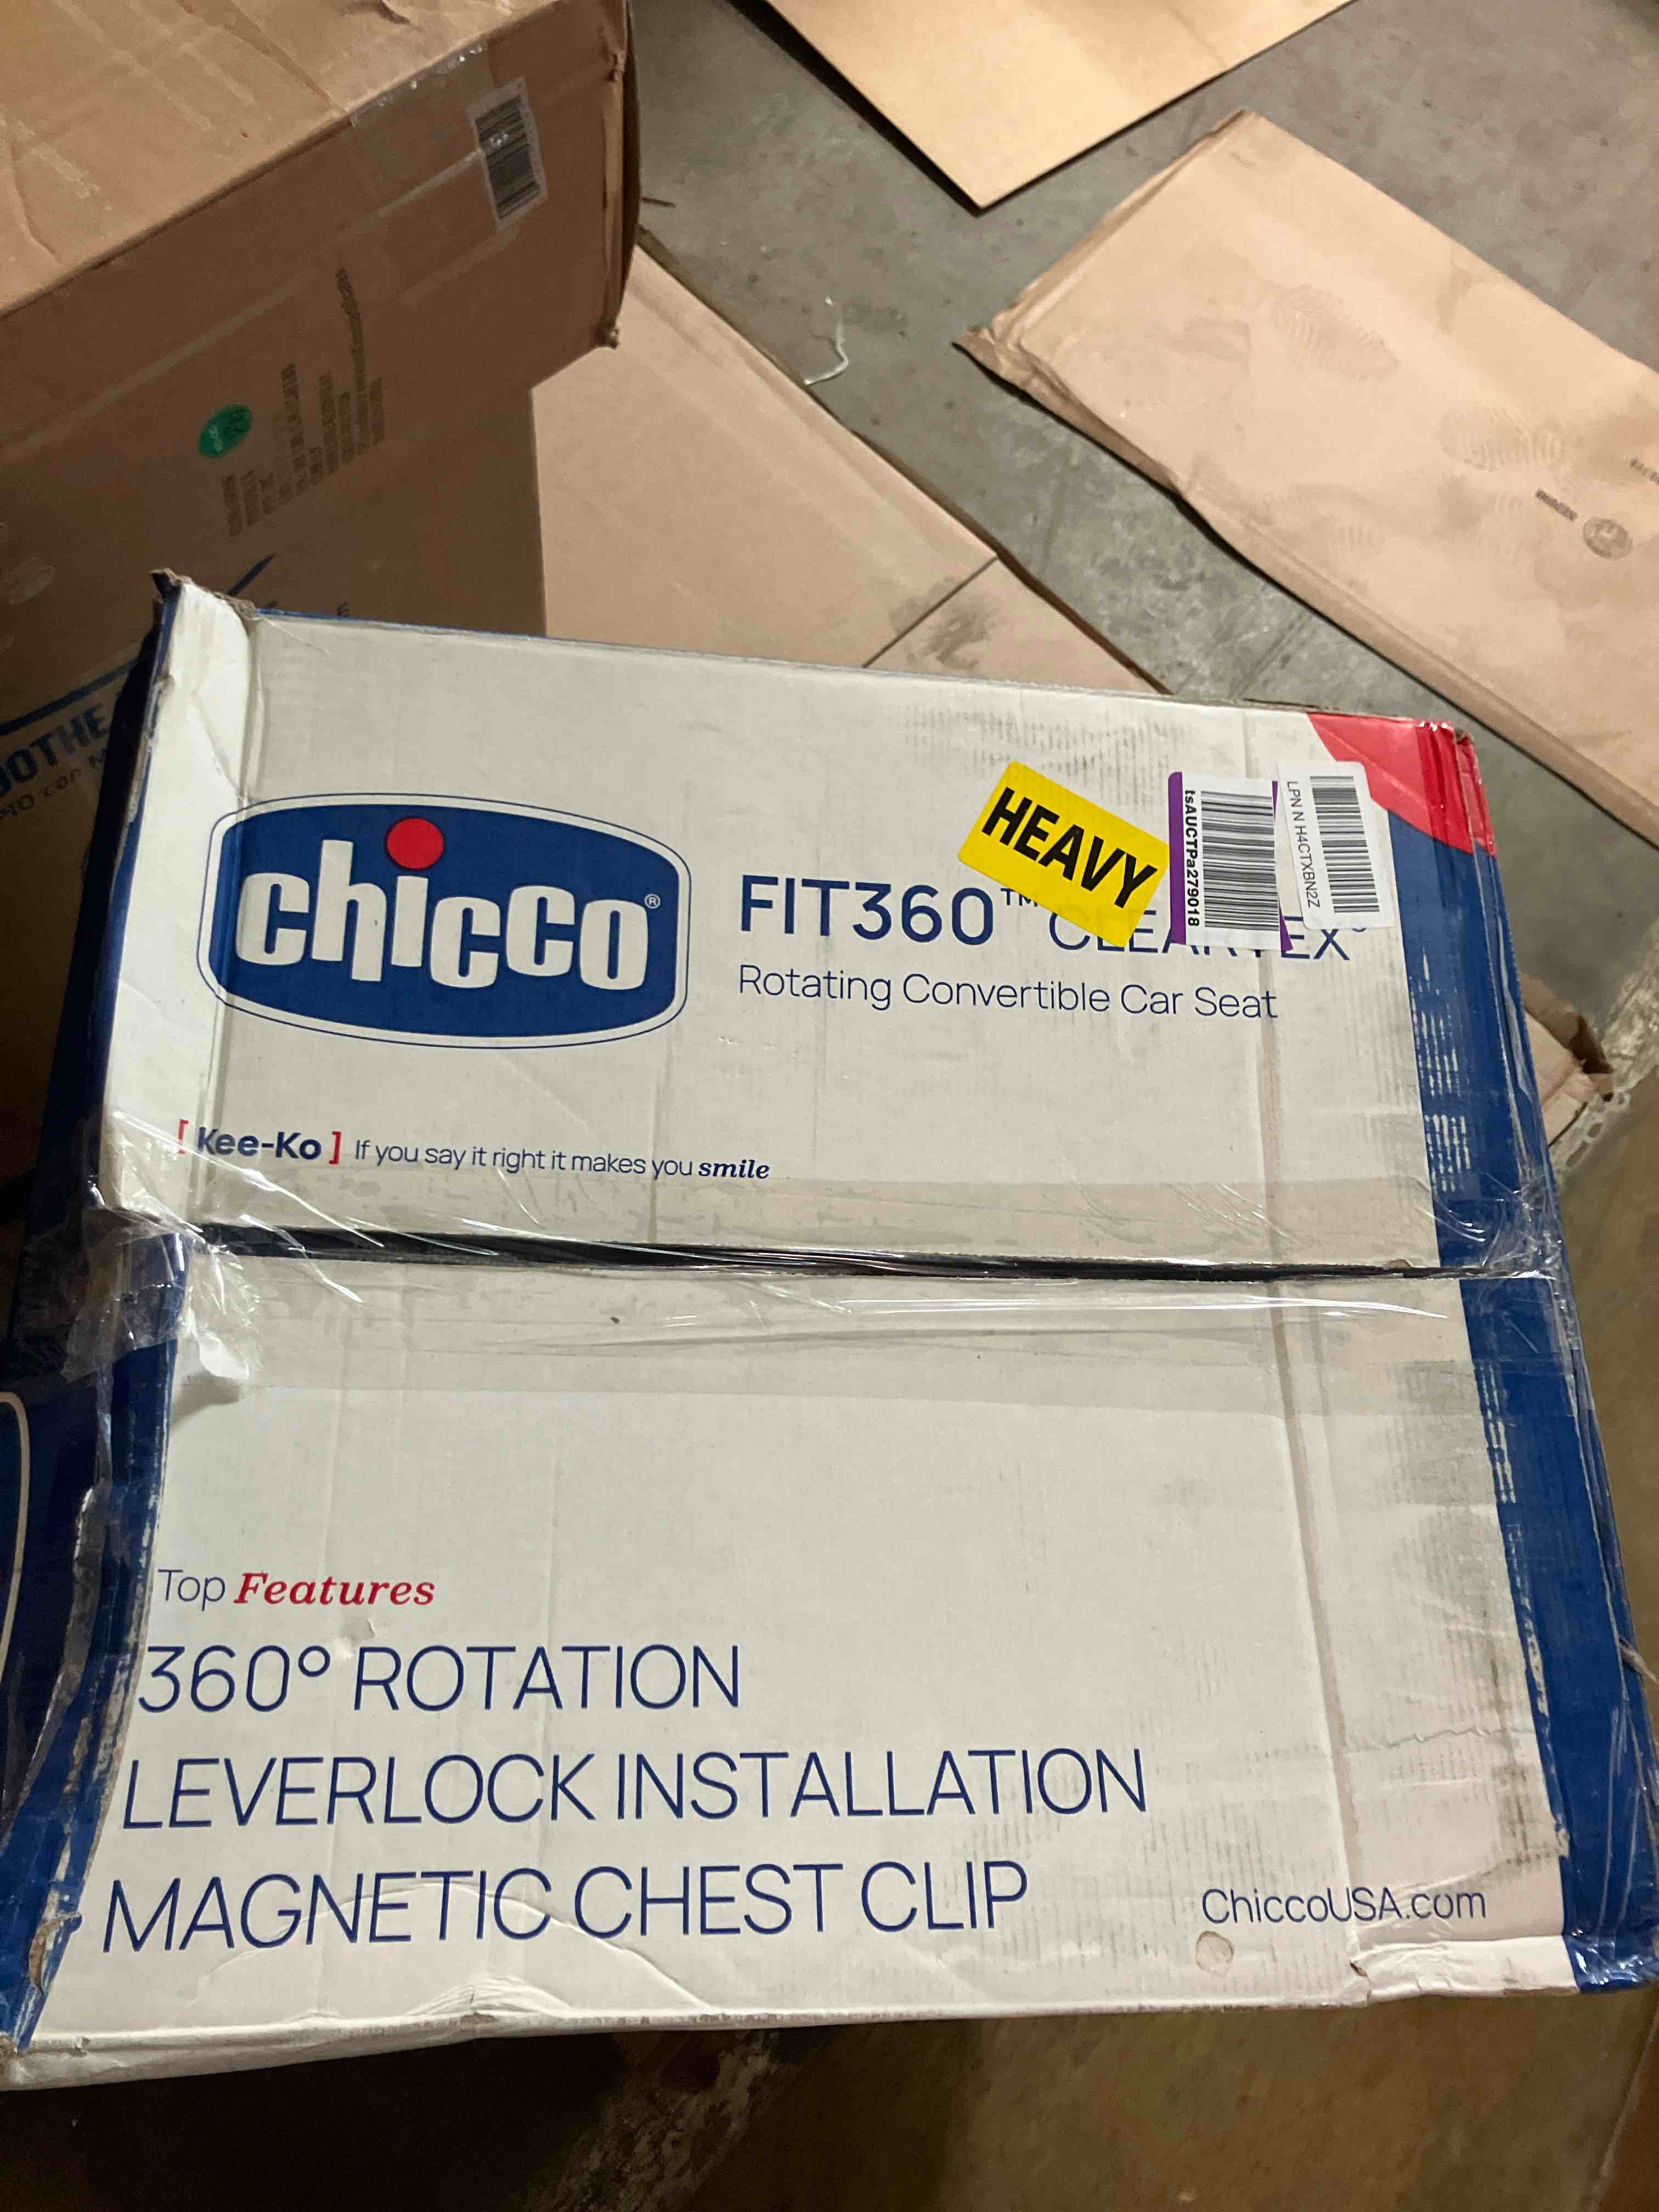 chicco®
FIT360™ CLEARTEX®
HEAVY
tsAUCTPa279018
LPN N H4CTXBN2Z
Rotating Convertible Car Seat
[ Kee-Ko ] If you say it right it makes you smile
Top Features
360° ROTATION
LEVERLOCK INSTALLATION
MAGNETIC CHEST CLIP
ChiccoUSA.com